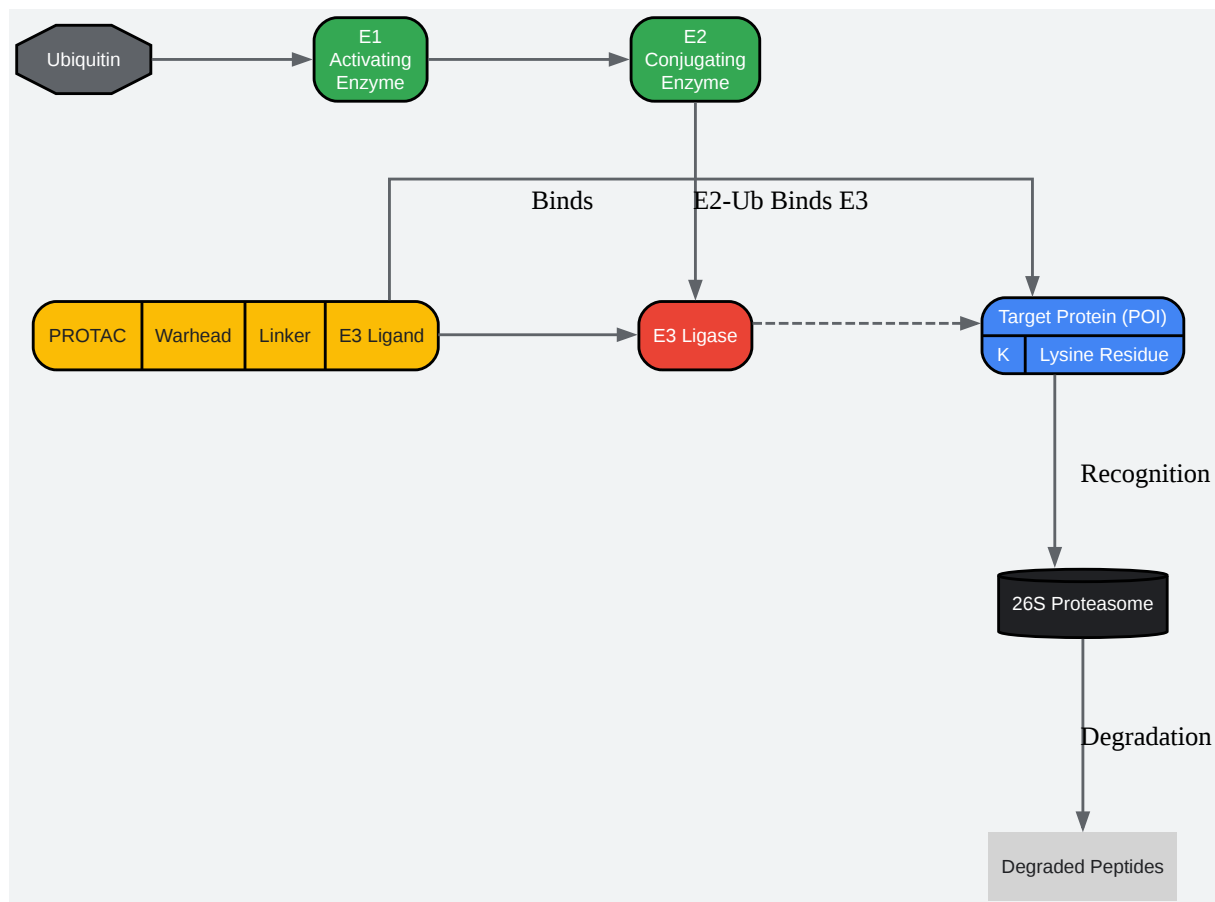 Ubiquitin
E1
Activating
Enzyme
E2
Conjugating
Enzyme
Binds
E2-Ub Binds E3
PROTAC
Warhead
Linker
E3 Ligand
E3 Ligase
Target Protein (POI)
K
Lysine Residue
Recognition
26S Proteasome
Degradation
Degraded Peptides